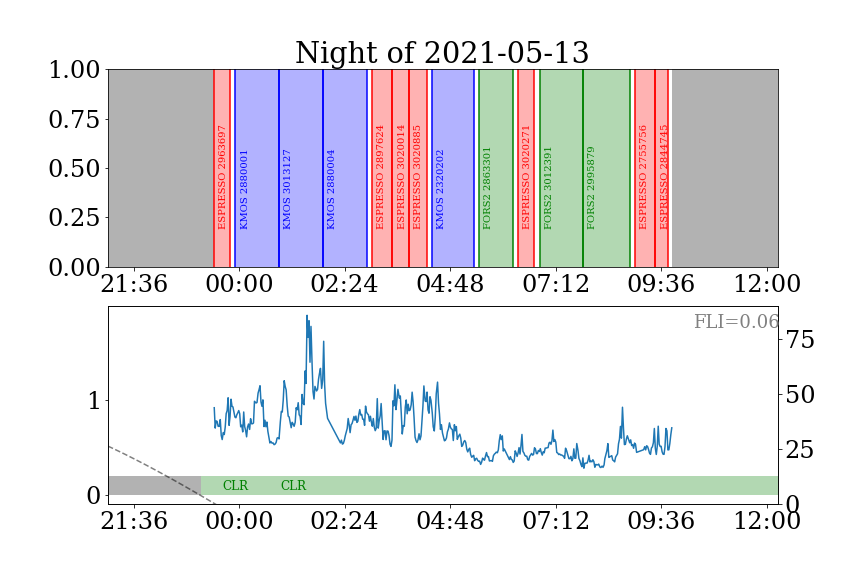 Night of 2021-05-13
1.00
0.75
0.50
0.25
0.00
ESPRESSO 2963697
KMOS 2880001
KMOS 3013127
KMOS 2880004
ESPRESSO 2897624
ESPRESSO 3020014
ESPRESSO 3020885
KMOS 2320202
FORS2 2863301
ESPRESSO 3020271
FORS2 3012391
FORS2 2995879
ESPRESSO 2755756
ESPRESSO 2844745
21:36 00:00 02:24 04:48 07:12 09:36 12:00
FLI=0.06
1
0
75
50
25
0
CLR CLR
21:36 00:00 02:24 04:48 07:12 09:36 12:00